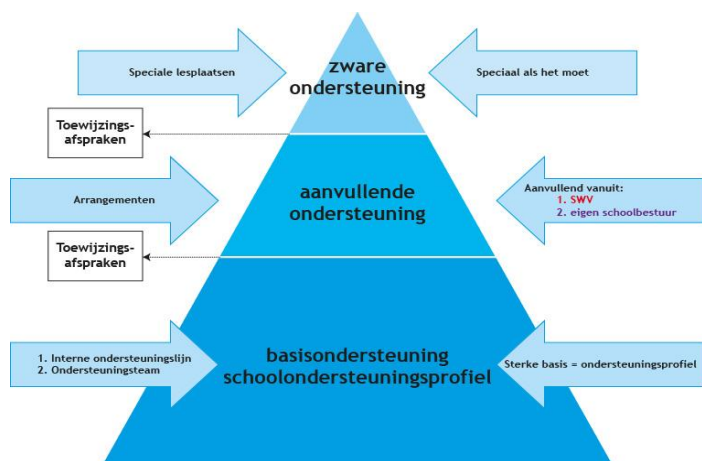 Speciale lesplaatsen
zware
ondersteuning
Speciaal als het moet
Toewijzings-
afspraken
Arrangementen
aanvullende
ondersteuning
Aanvullend vanuit:
1. SWV
2. eigen schoolbestuur
Toewijzings-
afspraken
1. Interne ondersteuningslijn
2. Ondersteuningsteam
basisondersteuning
schoolondersteuningsprofiel
Sterke basis = ondersteuningsprofiel